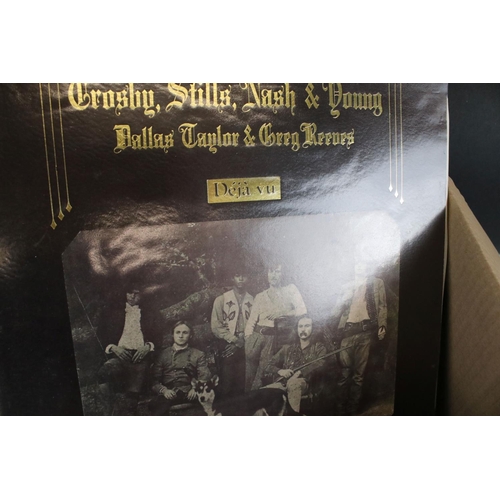 Crosby, Stills, Nash & Young
Dallas Taylor & Greg Reeves
Déjà vu